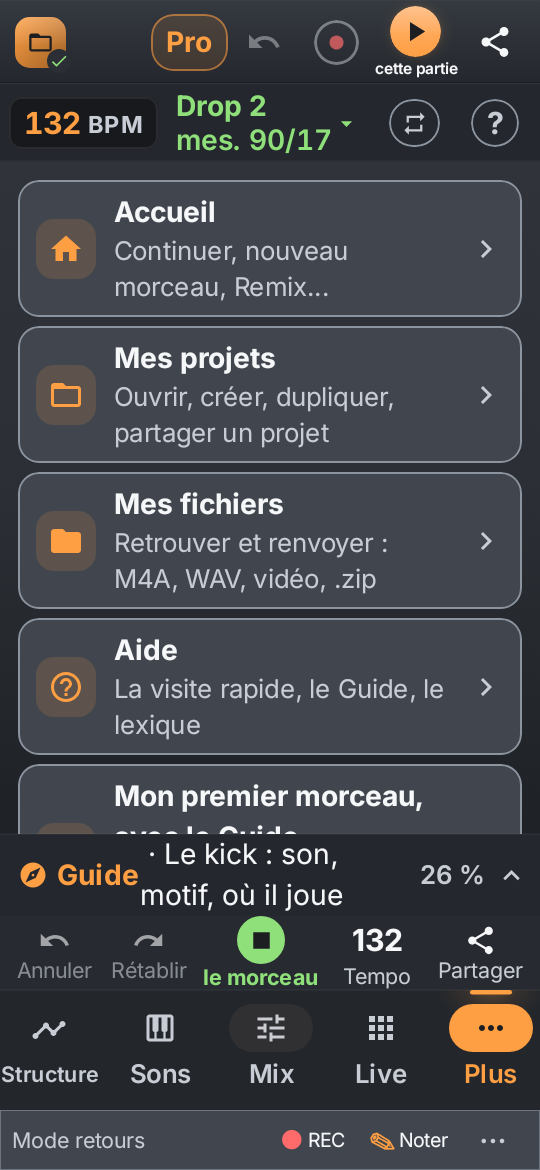 Pro
cette partie
132 BPM
Drop 2
mes. 90/17
?
Accueil
Continuer, nouveau
morceau, Remix...
Mes projets
Ouvrir, créer, dupliquer,
partager un projet
Mes fichiers
Retrouver et renvoyer :
M4A, WAV, vidéo, .zip
Aide
La visite rapide, le Guide, le
lexique
Mon premier morceau,
avec le Guide
Guide · Le kick : son,
motif, où il joue
26 %
Annuler
Rétablir
le morceau
132
Tempo
Partager
Structure
Sons
Mix
Live
Plus
Mode retours
REC
Noter